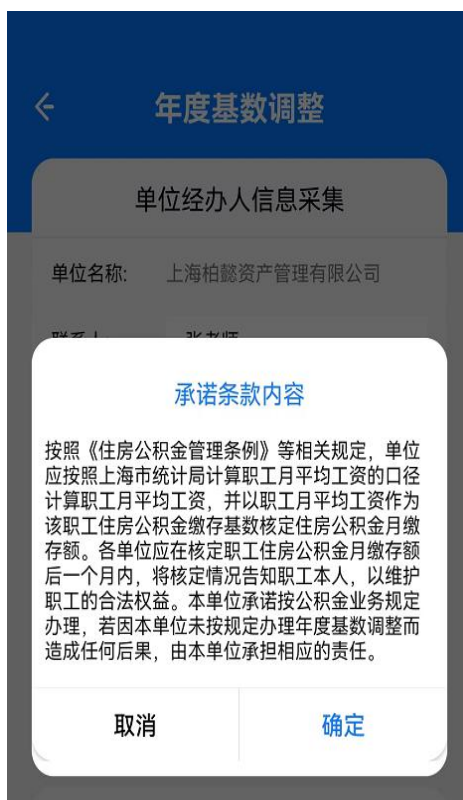 年度基数调整
单位经办人信息采集
单位名称: 上海柏懿资产管理有限公司
承诺条款内容
按照《住房公积金管理条例》等相关规定，单位
应按照上海市统计局计算职工月平均工资的口径
计算职工月平均工资，并以职工月平均工资作为
该职工住房公积金缴存基数核定住房公积金月缴
存额。各单位应在核定职工住房公积金月缴存额
后一个月内，将核定情况告知职工本人，以维护
职工的合法权益。本单位承诺按公积金业务规定
办理，若因本单位未按规定办理年度基数调整而
造成任何后果，由本单位承担相应的责任。
取消 确定